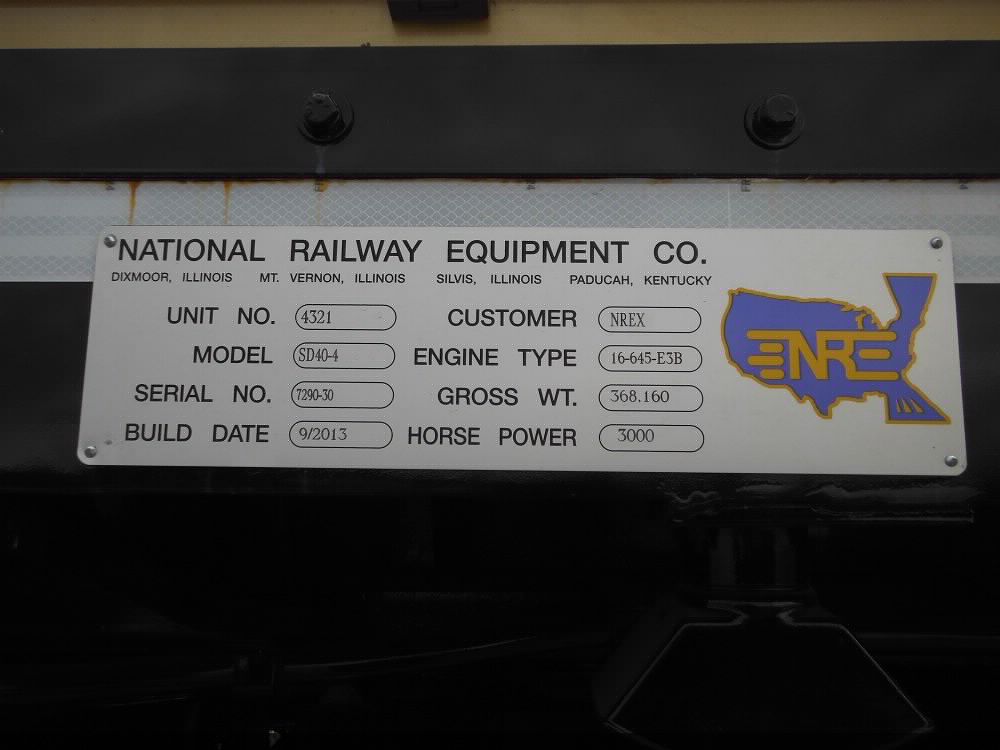 NATIONAL RAILWAY EQUIPMENT CO.
DIXMOOR, ILLINOIS MT. VERNON, ILLINOIS SILVIS, ILLINOIS PADUCAH, KENTUCKY
UNIT NO. 4321 CUSTOMER NREX
MODEL SD40-4 ENGINE TYPE 16-645-E3B
SERIAL NO. 7290-30 GROSS WT. 368.160
BUILD DATE 9/2013 HORSE POWER 3000
NRE